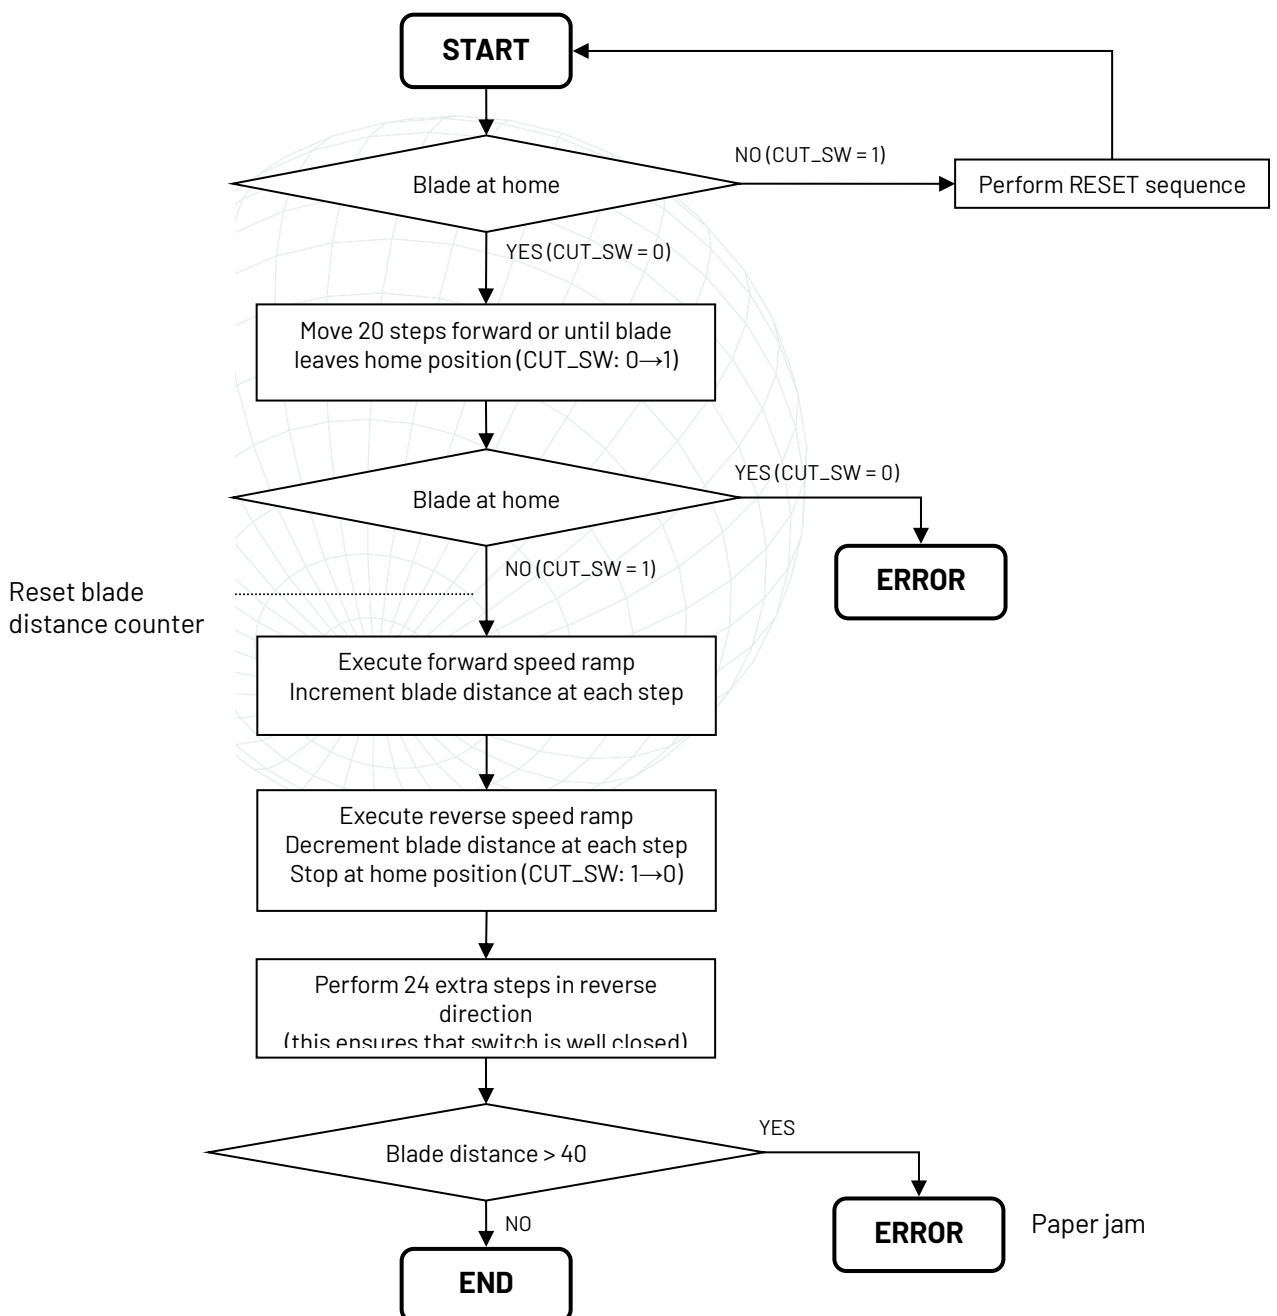 START
NO (CUT_SW = 1)
Blade at home
Perform RESET sequence
YES (CUT_SW = 0)
Move 20 steps forward or until blade
leaves home position (CUT_SW: 0→1)
YES (CUT_SW = 0)
Blade at home
NO (CUT_SW = 1)
ERROR
Reset blade
distance counter
Execute forward speed ramp
Increment blade distance at each step
Execute reverse speed ramp
Decrement blade distance at each step
Stop at home position (CUT_SW: 1→0)
Perform 24 extra steps in reverse
direction
(this ensures that switch is well closed)
YES
Blade distance > 40
NO
ERROR
Paper jam
END